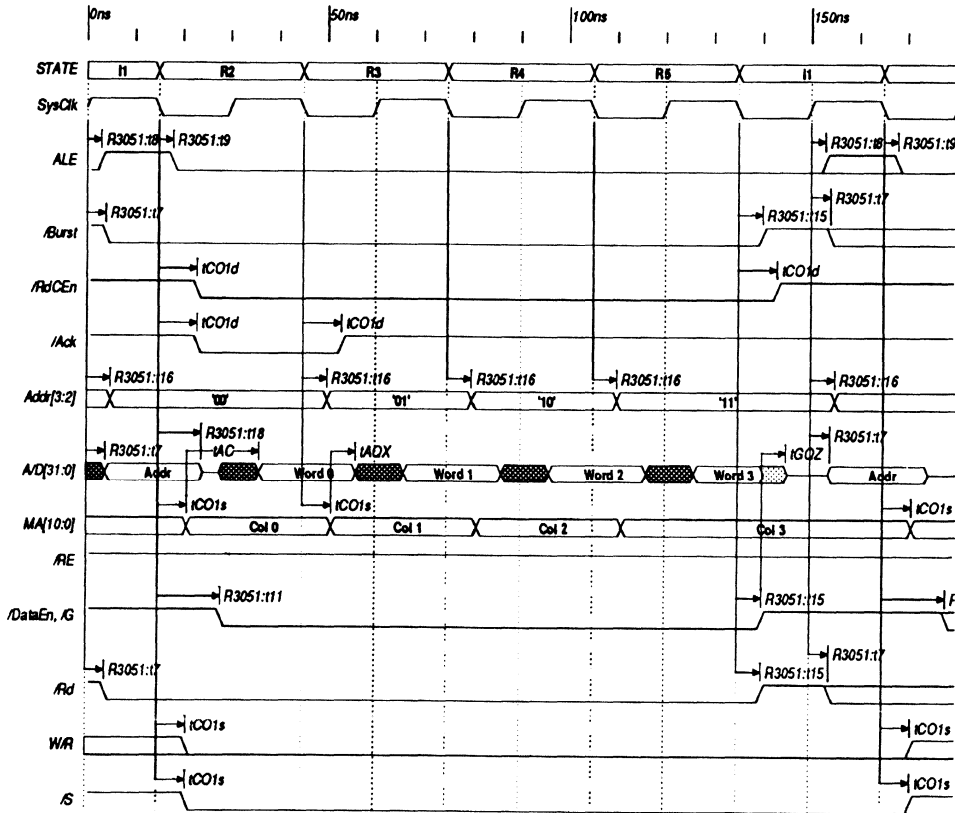 0ns 50ns 100ns 150ns
STATE I1 R2 R3 R4 R5 I1
SysClk
R3051:t8 R3051:t9 R3051:t8 R3051:t9
ALE
R3051:t7 R3051:t15 R3051:t7
/Burst
tCO1d tCO1d
/RdCEn
tCO1d tCO1d
/Ack
R3051:t16 R3051:t16 R3051:t16 R3051:t16 R3051:t16
Addr[3:2] '00' '01' '10' '11'
R3051:t7 R3051:t18 tAC tAQX tGQZ R3051:t7
A/D[31:0] Addr Word 0 Word 1 Word 2 Word 3 Addr
tCO1s tCO1s tCO1s
MA[10:0] Col 0 Col 1 Col 2 Col 3
/RE
R3051:t11 R3051:t15
/DataEn, /G
R3051:t7 R3051:t15 R3051:t7
/Rd
tCO1s tCO1s
W/R
tCO1s tCO1s
/S